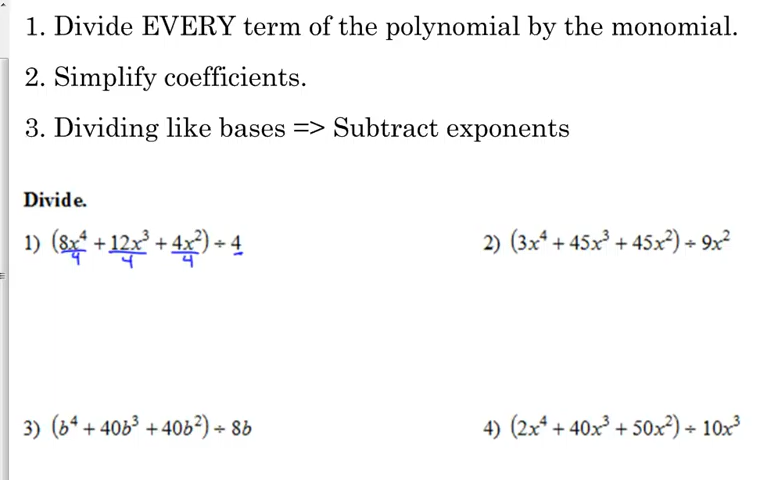 1. Divide EVERY term of the polynomial by the monomial.
2. Simplify coefficients.
3. Dividing like bases => Subtract exponents
Divide.
1) (8x⁴ + 12x³ + 4x²) ÷ 4
4 4 4
2) (3x⁴ + 45x³ + 45x²) ÷ 9x²
3) (b⁴ + 40b³ + 40b²) ÷ 8b
4) (2x⁴ + 40x³ + 50x²) ÷ 10x³